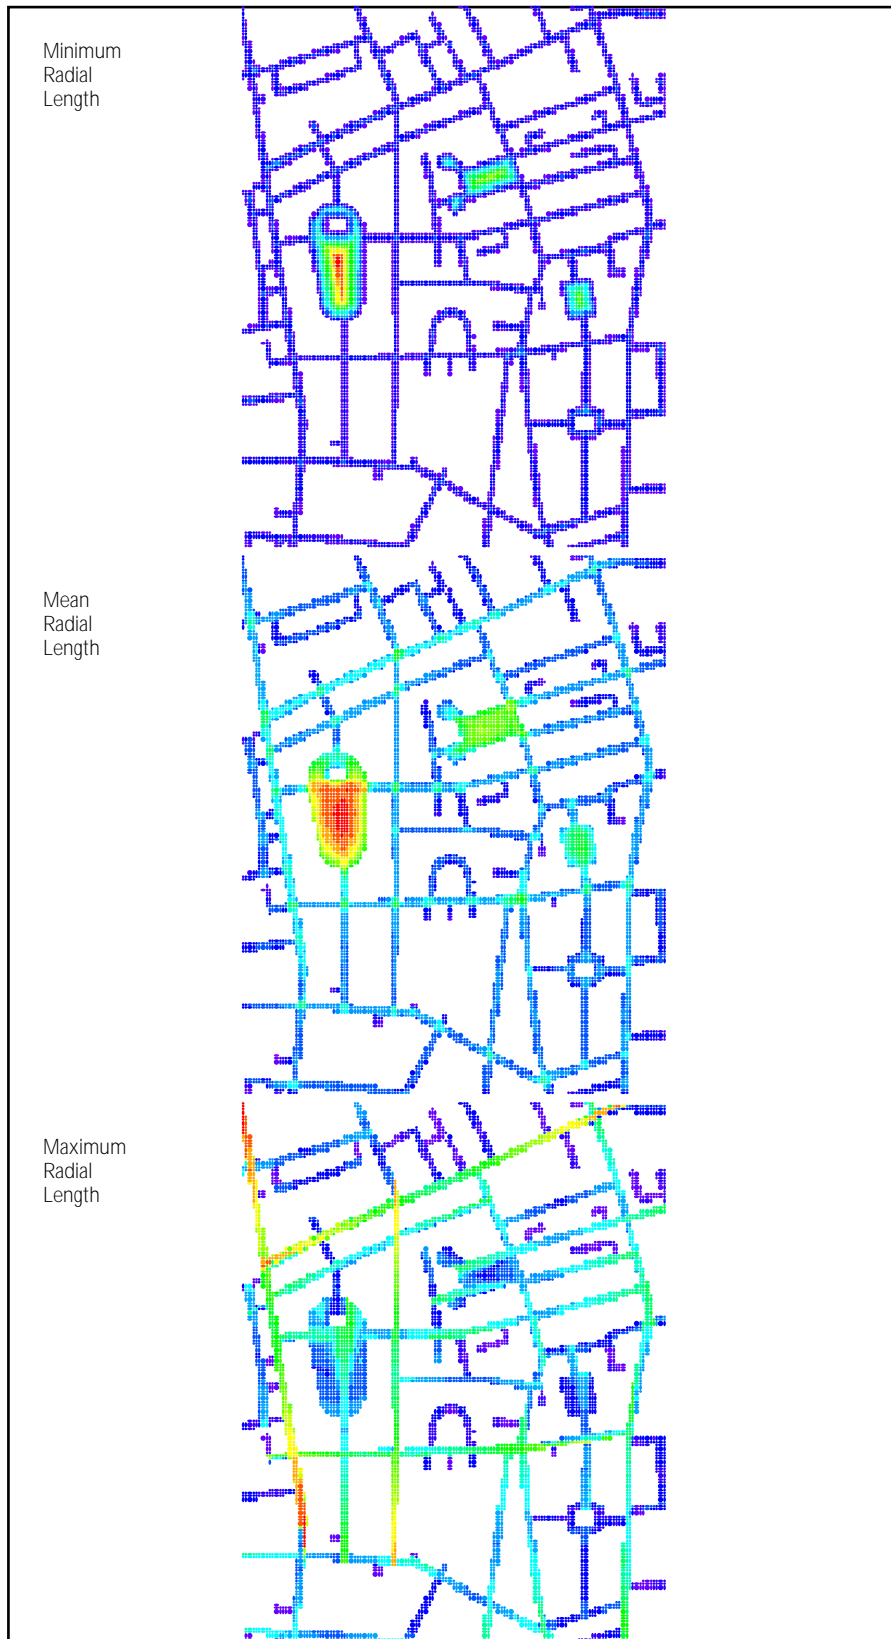 Minimum
Radial
Length
Mean
Radial
Length
Maximum
Radial
Length